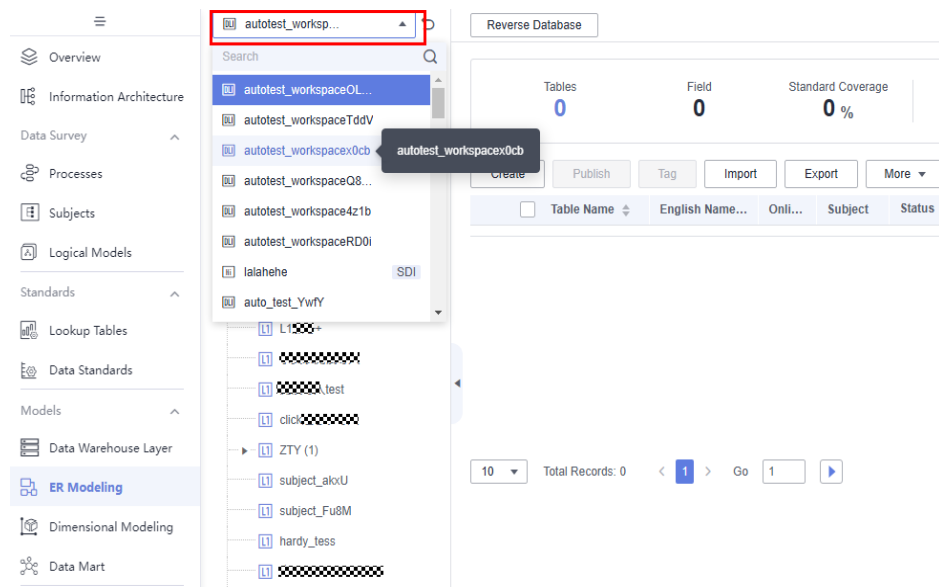 Overview
Information Architecture
Data Survey
Processes
Subjects
Logical Models
Standards
Lookup Tables
Data Standards
Models
Data Warehouse Layer
ER Modeling
Dimensional Modeling
Data Mart
autotest_worksp...
Search
autotest_workspaceOL...
autotest_workspaceTddV
autotest_workspacex0cb
autotest_workspacex0cb
autotest_workspaceQ8...
autotest_workspace4z1b
autotest_workspaceRD0i
lalahehe SDI
auto_test_YwfY
L1 L1
L1
L1 \test
L1 click
L1 ZTY (1)
L1 subject_akxU
L1 subject_Fu8M
L1 hardy_tess
L1
Reverse Database
Tables Field Standard Coverage
0 0 0 %
Create Publish Tag Import Export More
Table Name English Name... Onli... Subject Status
10 Total Records: 0 < 1 > Go 1